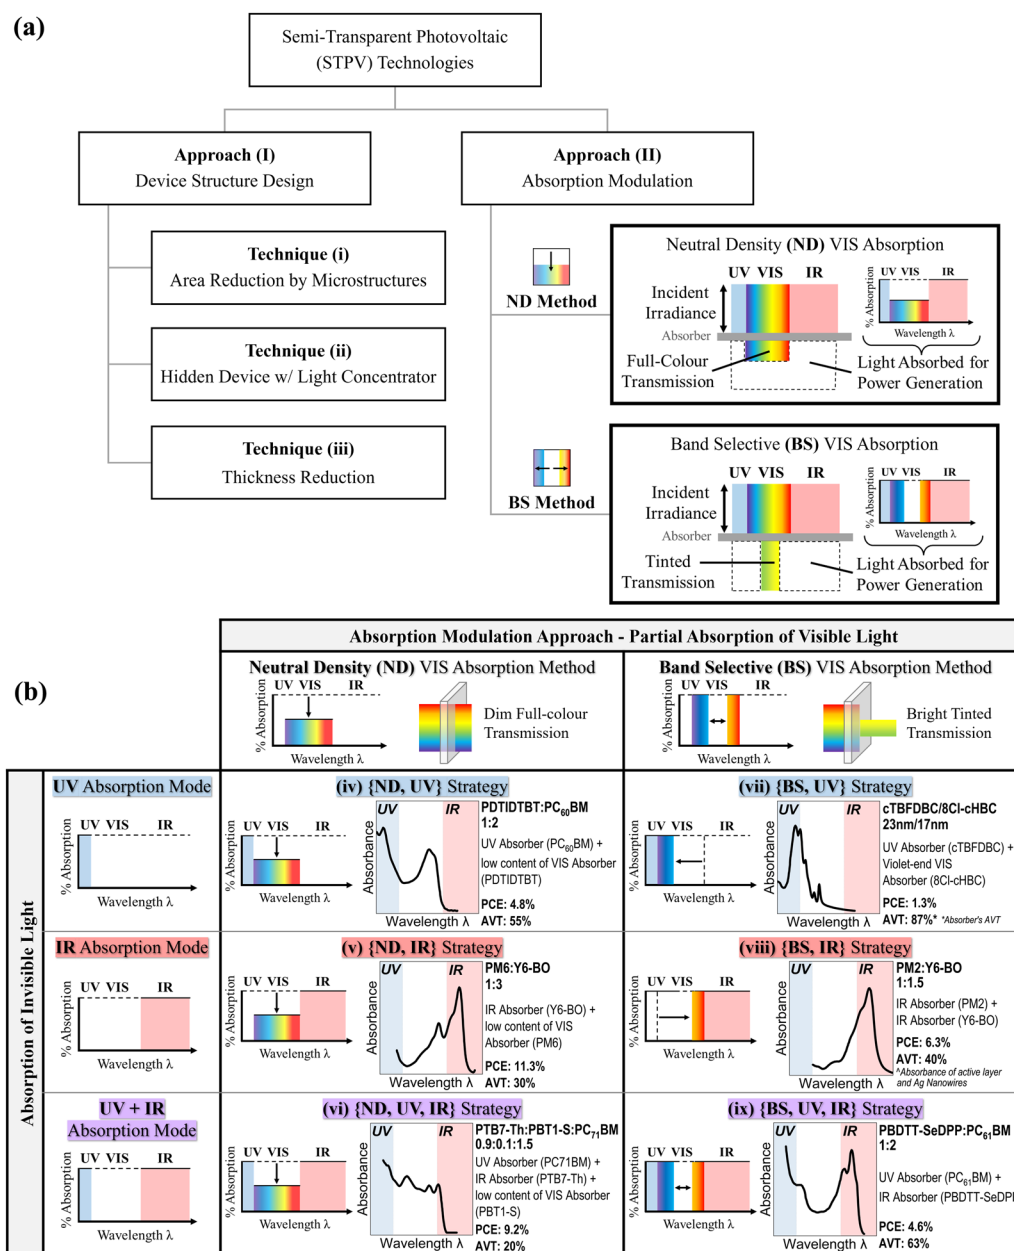 (a)
Semi-Transparent Photovoltaic
(STPV) Technologies
Approach (I)
Device Structure Design
Approach (II)
Absorption Modulation
Technique (i)
Area Reduction by Microstructures
Technique (ii)
Hidden Device w/ Light Concentrator
Technique (iii)
Thickness Reduction
ND Method
Neutral Density (ND) VIS Absorption
UV VIS IR
Incident
Irradiance
Absorber
Full-Colour
Transmission
% Absorption
UV VIS IR
Wavelength λ
Light Absorbed for
Power Generation
BS Method
Band Selective (BS) VIS Absorption
UV VIS IR
Incident
Irradiance
Absorber
Tinted
Transmission
% Absorption
UV VIS IR
Wavelength λ
Light Absorbed for
Power Generation
(b)
Absorption Modulation Approach - Partial Absorption of Visible Light
Neutral Density (ND) VIS Absorption Method
% Absorption
UV VIS IR
Wavelength λ
Dim Full-colour
Transmission
Band Selective (BS) VIS Absorption Method
% Absorption
UV VIS IR
Wavelength λ
Bright Tinted
Transmission
Absorption of Invisible Light
UV Absorption Mode
% Absorption
UV VIS IR
Wavelength λ
(iv) {ND, UV} Strategy
% Absorption
UV VIS IR
Wavelength λ
Absorbance
UV IR
Wavelength λ
PDTIDTBT:PC60BM
1:2
UV Absorber (PC60BM) +
low content of VIS Absorber
(PDTIDTBT)
PCE: 4.8%
AVT: 55%
(vii) {BS, UV} Strategy
% Absorption
UV VIS IR
Wavelength λ
Absorbance
UV IR
Wavelength λ
cTBFDBC/8Cl-cHBC
23nm/17nm
UV Absorber (cTBFDBC) +
Violet-end VIS
Absorber (8Cl-cHBC)
PCE: 1.3%
AVT: 87%* *Absorber's AVT
IR Absorption Mode
% Absorption
UV VIS IR
Wavelength λ
(v) {ND, IR} Strategy
% Absorption
UV VIS IR
Wavelength λ
Absorbance
UV IR
Wavelength λ
PM6:Y6-BO
1:3
IR Absorber (Y6-BO) +
low content of VIS
Absorber (PM6)
PCE: 11.3%
AVT: 30%
(viii) {BS, IR} Strategy
% Absorption
UV VIS IR
Wavelength λ
Absorbance
UV IR
Wavelength λ
PM2:Y6-BO
1:1.5
IR Absorber (PM2) +
IR Absorber (Y6-BO)
PCE: 6.3%
AVT: 40%
^Absorbance of active layer
and Ag Nanowires
UV + IR
Absorption Mode
% Absorption
UV VIS IR
Wavelength λ
(vi) {ND, UV, IR} Strategy
% Absorption
UV VIS IR
Wavelength λ
Absorbance
UV IR
Wavelength λ
PTB7-Th:PBT1-S:PC71BM
0.9:0.1:1.5
UV Absorber (PC71BM) +
IR Absorber (PTB7-Th) +
low content of VIS Absorber
(PBT1-S)
PCE: 9.2%
AVT: 20%
(ix) {BS, UV, IR} Strategy
% Absorption
UV VIS IR
Wavelength λ
Absorbance
UV IR
Wavelength λ
PBDTT-SeDPP:PC61BM
1:2
UV Absorber (PC61BM) +
IR Absorber (PBDTT-SeDPP
PCE: 4.6%
AVT: 63%